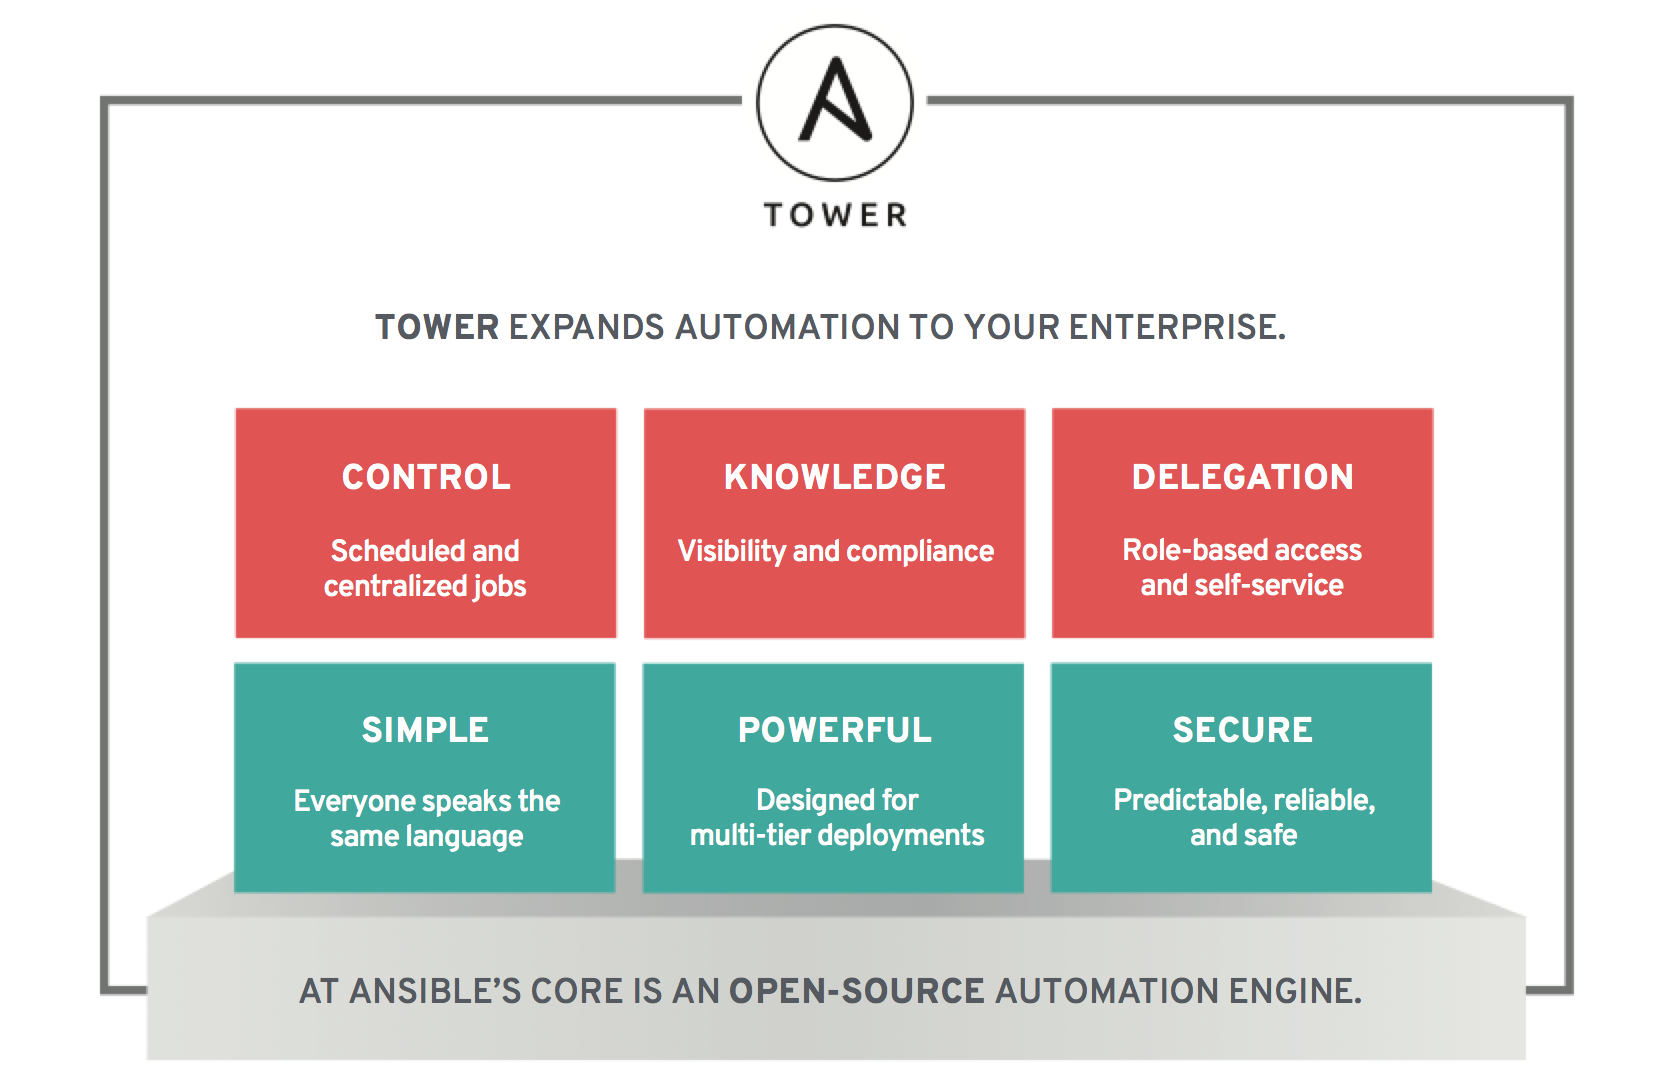 TOWER
TOWER EXPANDS AUTOMATION TO YOUR ENTERPRISE.
CONTROL
Scheduled and
centralized jobs
KNOWLEDGE
Visibility and compliance
DELEGATION
Role-based access
and self-service
SIMPLE
Everyone speaks the
same language
POWERFUL
Designed for
multi-tier deployments
SECURE
Predictable, reliable,
and safe
AT ANSIBLE’S CORE IS AN OPEN-SOURCE AUTOMATION ENGINE.